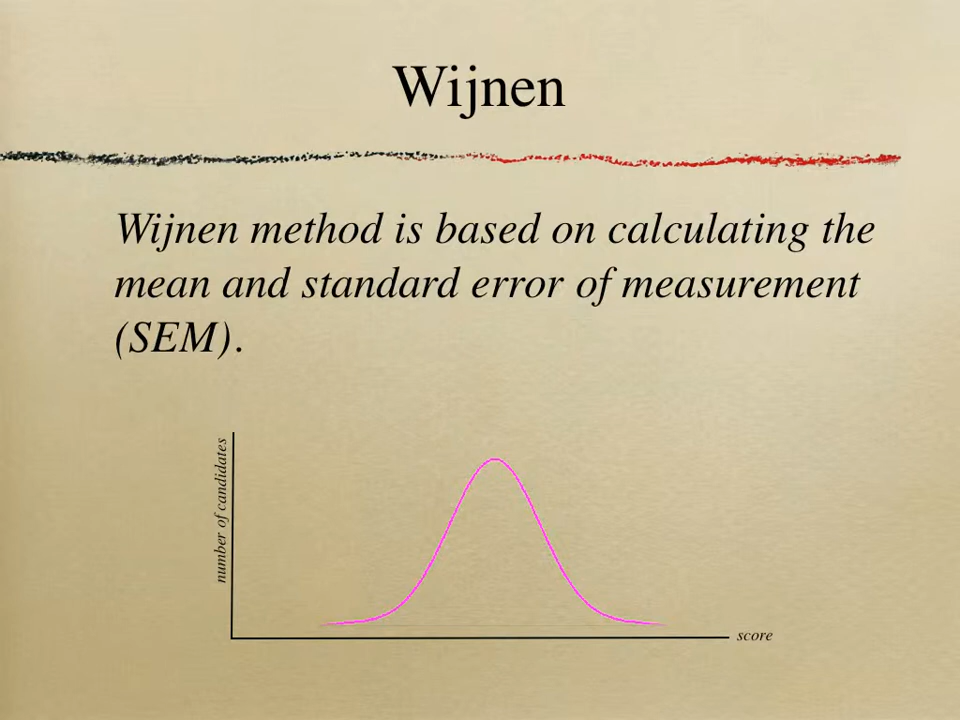 Wijnen
Wijnen method is based on calculating the
mean and standard error of measurement
(SEM).
number of candidates
score